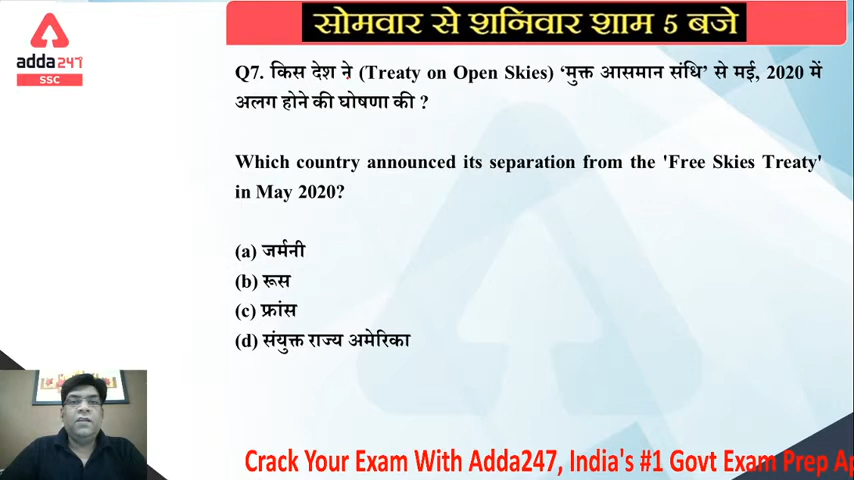 सोमवार से शनिवार शाम 5 बजे
adda247
SSC
Q7. किस देश ने (Treaty on Open Skies) ‘मुक्त आसमान संधि’ से मई, 2020 में
अलग होने की घोषणा की ?
Which country announced its separation from the 'Free Skies Treaty'
in May 2020?
(a) जर्मनी
(b) रूस
(c) फ्रांस
(d) संयुक्त राज्य अमेरिका
Crack Your Exam With Adda247, India's #1 Govt Exam Prep